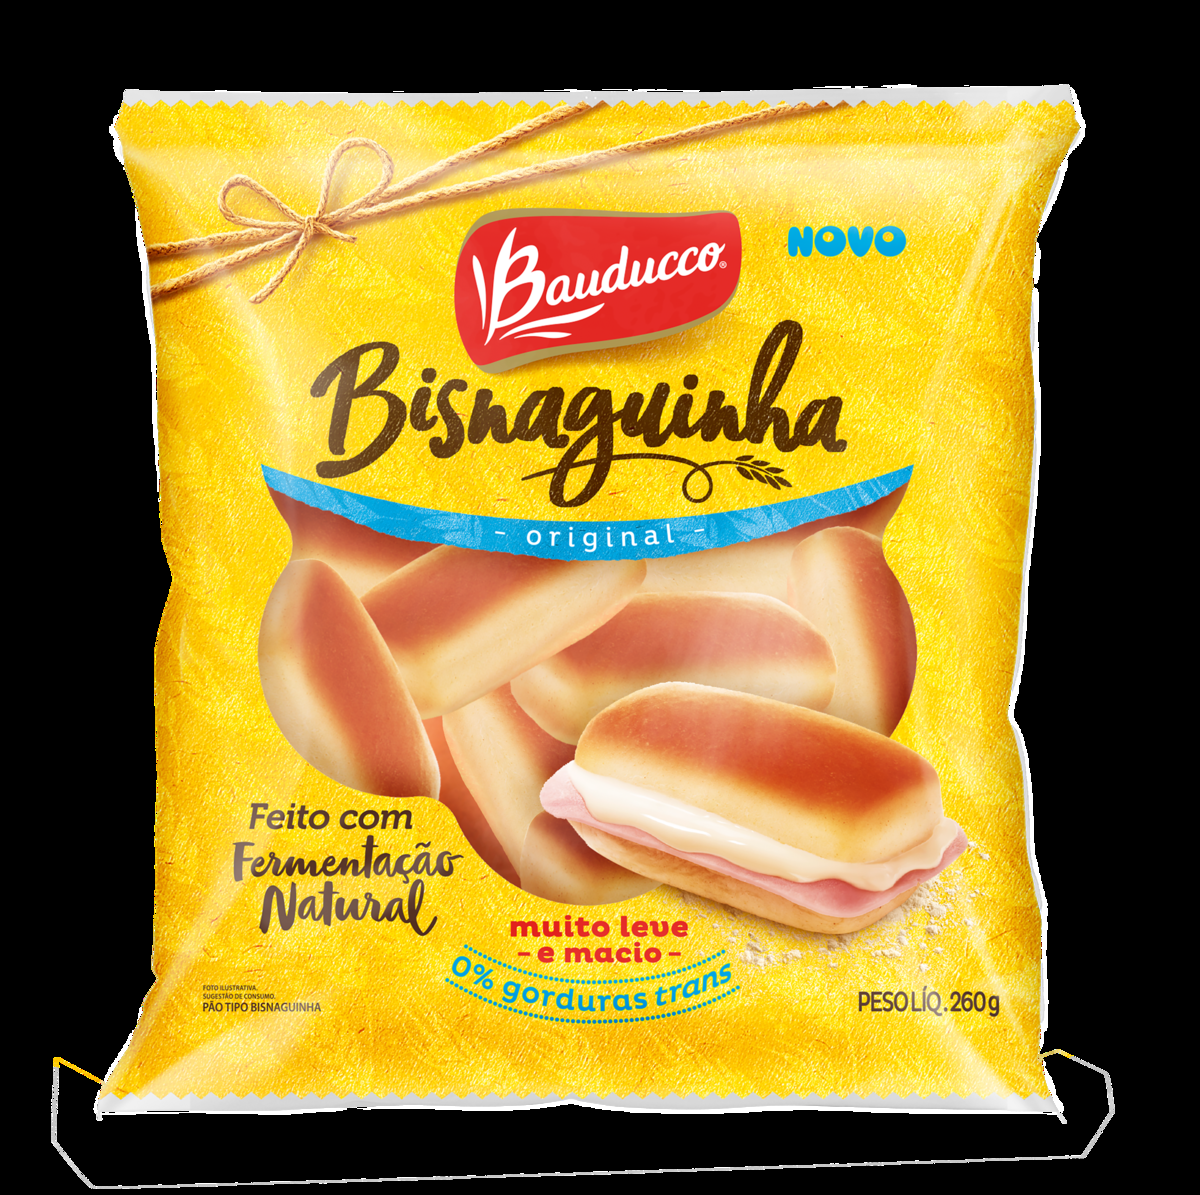 Bauducco®
NOVO
Bisnaguinha
- original -
Feito com
Fermentação
Natural
muito leve
- e macio -
0% gorduras trans
FOTO ILUSTRATIVA.
SUGESTÃO DE CONSUMO.
PÃO TIPO BISNAGUINHA
PESO LÍQ. 260g